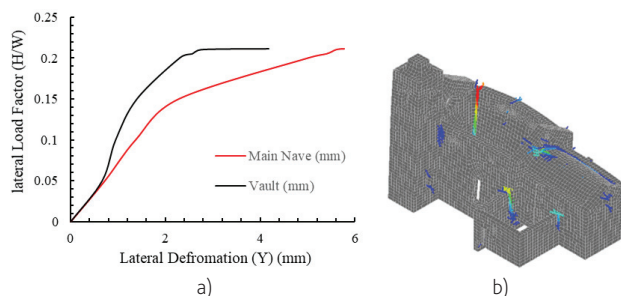 0.25
0.2
0.15
0.1
0.05
0
lateral Load Factor (H/W)
Main Nave (mm)
Vault (mm)
0 2 4 6
Lateral Defromation (Y) (mm)
a) b)